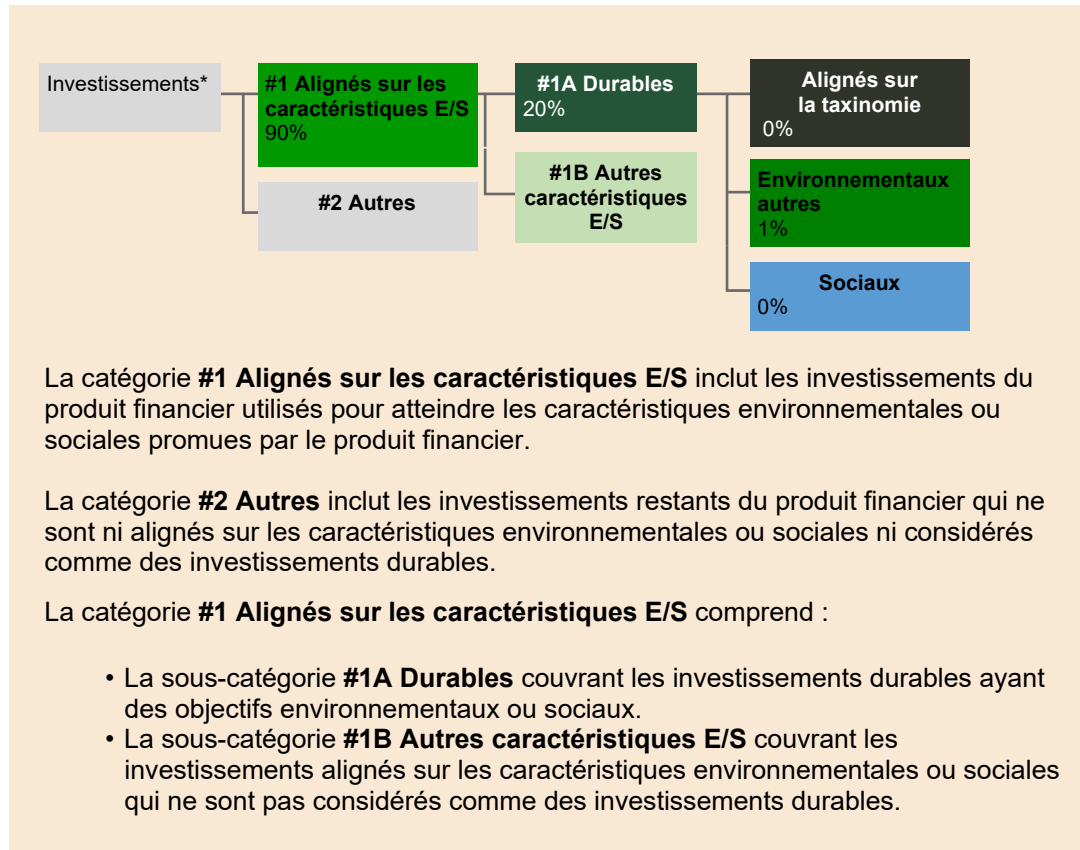 Investissements*
#1 Alignés sur les
caractéristiques E/S
90%
#2 Autres
#1A Durables
20%
#1B Autres
caractéristiques
E/S
Alignés sur
la taxinomie
0%
Environnementaux
autres
1%
Sociaux
0%
La catégorie #1 Alignés sur les caractéristiques E/S inclut les investissements du
produit financier utilisés pour atteindre les caractéristiques environnementales ou
sociales promues par le produit financier.
La catégorie #2 Autres inclut les investissements restants du produit financier qui ne
sont ni alignés sur les caractéristiques environnementales ou sociales ni considérés
comme des investissements durables.
La catégorie #1 Alignés sur les caractéristiques E/S comprend :
• La sous-catégorie #1A Durables couvrant les investissements durables ayant
des objectifs environnementaux ou sociaux.
• La sous-catégorie #1B Autres caractéristiques E/S couvrant les
investissements alignés sur les caractéristiques environnementales ou sociales
qui ne sont pas considérés comme des investissements durables.